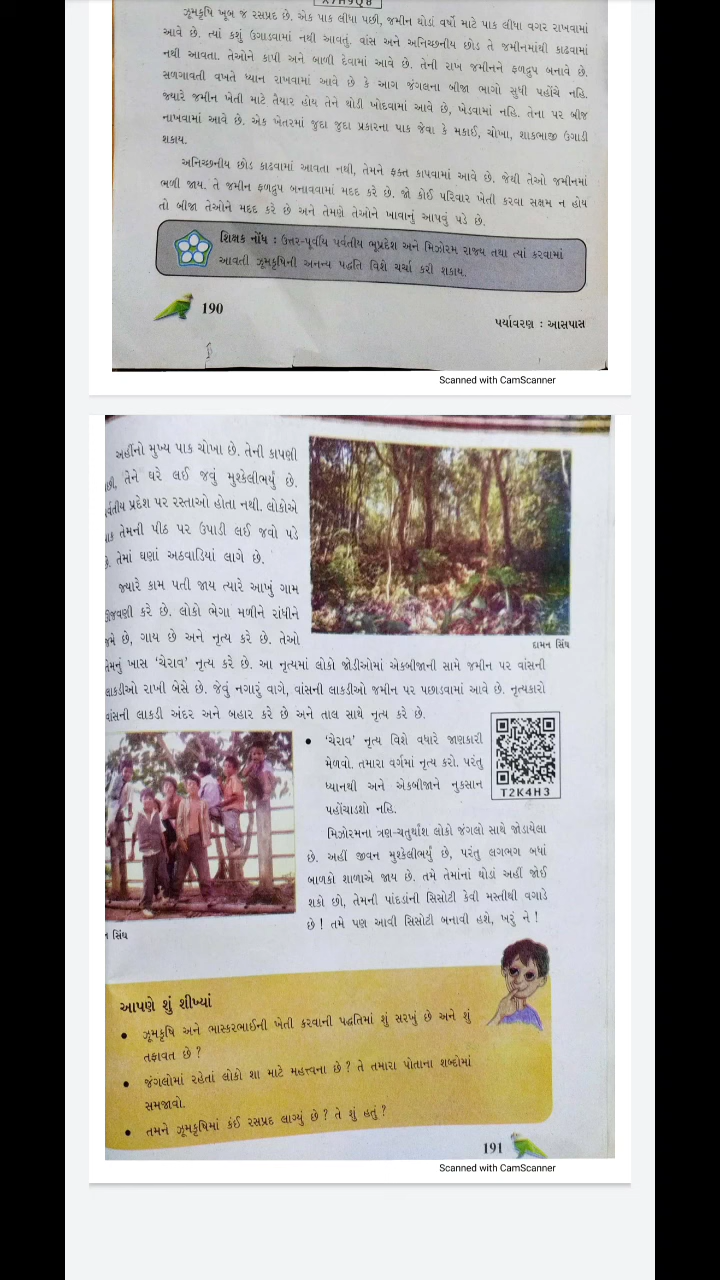 ઝૂમકૃષિ ખૂબ જ રસપ્રદ છે. એક પાક લીધા પછી, જમીન થોડાં વર્ષો માટે પાક લીધા વગર રાખવામાં
આવે છે. ત્યાં કશું ઉગાડવામાં નથી આવતું. વાંસ અને અનિચ્છનીય છોડ તે જમીનમાંથી કાઢવામાં
નથી આવતા. તેઓને કાપી અને બાળી દેવામાં આવે છે. તેની રાખ જમીનને ફળદ્રુપ બનાવે છે.
સળગાવતી વખતે ધ્યાન રાખવામાં આવે છે કે આગ જંગલના બીજા ભાગો સુધી પહોંચે નહિ.
જ્યારે જમીન ખેતી માટે તૈયાર હોય તેને થોડી ખોદવામાં આવે છે, ખેડવામાં નહિ. તેના પર બીજ
નાખવામાં આવે છે. એક ખેતરમાં જુદા જુદા પ્રકારના પાક જેવા કે મકાઈ, ચોખા, શાકભાજી ઉગાડી
શકાય.
અનિચ્છનીય છોડ કાઢવામાં આવતા નથી, તેમને ફક્ત કાપવામાં આવે છે. જેથી તેઓ જમીનમાં
ભળી જાય. તે જમીન ફળદ્રુપ બનાવવામાં મદદ કરે છે. જો કોઈ પરિવાર ખેતી કરવા સક્ષમ ન હોય
તો બીજા તેઓને મદદ કરે છે અને તેમણે તેઓને ખાવાનું આપવું પડે છે.
શિક્ષક નોંધ : ઉત્તર-પૂર્વીય પર્વતીય ભૂપ્રદેશ અને મિઝોરમ રાજ્ય તથા ત્યાં કરવામાં
આવતી ઝૂમકૃષિની અનન્ય પદ્ધતિ વિશે ચર્ચા કરી શકાય.
190
પર્યાવરણ : આસપાસ
Scanned with CamScanner
અહીંનો મુખ્ય પાક ચોખા છે. તેની કાપણી
તેને ઘરે લઈ જવું મુશ્કેલીભર્યું છે.
પ્રદેશ પર રસ્તાઓ હોતા નથી. લોકોએ
તેમની પીઠ પર ઉપાડી લઈ જવો પડે
તેમાં ઘણાં અઠવાડિયાં લાગે છે.
જ્યારે કામ પતી જાય ત્યારે આખું ગામ
કરે છે. લોકો ભેગા મળીને રાંધીને
છે, ગાય છે અને નૃત્ય કરે છે. તેઓ
દામન સિંઘ
ખાસ 'ચેરાવ' નૃત્ય કરે છે. આ નૃત્યમાં લોકો જોડીઓમાં એકબીજાની સામે જમીન પર વાંસની
લાકડીઓ રાખી બેસે છે. જેવું નગારું વાગે, વાંસની લાકડીઓ જમીન પર પછાડવામાં આવે છે. નૃત્યકારો
વાંસની લાકડી અંદર અને બહાર કરે છે અને તાલ સાથે નૃત્ય કરે છે.
• 'ચેરાવ' નૃત્ય વિશે વધારે જાણકારી
મેળવો. તમારા વર્ગમાં નૃત્ય કરો. પરંતુ
ધ્યાનથી અને એકબીજાને નુકસાન
પહોંચાડશો નહિ.
T2K4H3
મિઝોરમના ત્રણ-ચતુર્થાંશ લોકો જંગલો સાથે જોડાયેલા
છે. અહીં જીવન મુશ્કેલીભર્યું છે, પરંતુ લગભગ બધાં
બાળકો શાળાએ જાય છે. તમે તેમાંનાં થોડાં અહીં જોઈ
શકો છો, તેમની પાંદડાંની સિસોટી કેવી મસ્તીથી વગાડે
છે ! તમે પણ આવી સિસોટી બનાવી હશે, ખરું ને !
સિંઘ
આપણે શું શીખ્યાં
• ઝૂમકૃષિ અને ભાસ્કરભાઈની ખેતી કરવાની પદ્ધતિમાં શું સરખું છે અને શું
તફાવત છે ?
• જંગલોમાં રહેતાં લોકો શા માટે મહત્ત્વના છે ? તે તમારા પોતાના શબ્દોમાં
સમજાવો.
• તમને ઝૂમકૃષિમાં કંઈ રસપ્રદ લાગ્યું છે ? તે શું હતું ?
191
Scanned with CamScanner